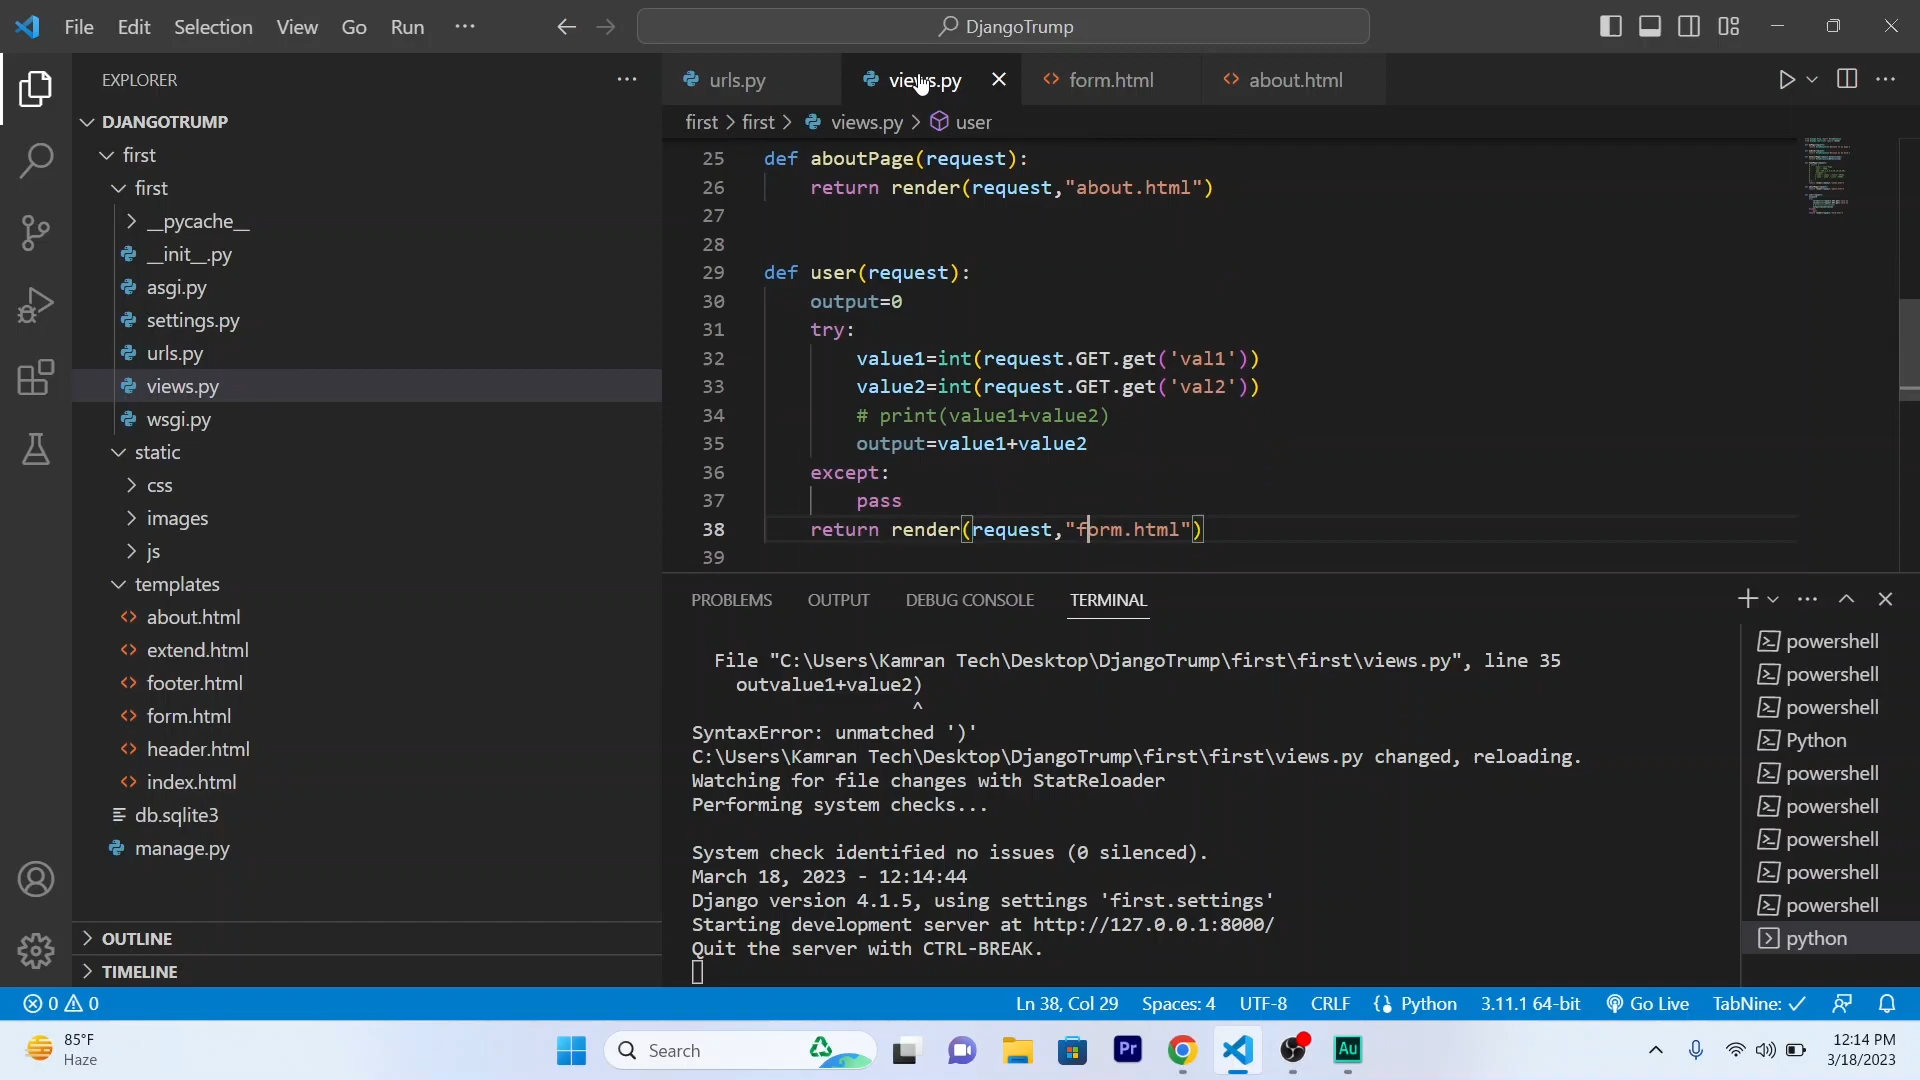 File Edit Selection View Go Run ··· DjangoTrump
EXPLORER
DJANGOTRUMP
first
first
__pycache__
__init__.py
asgi.py
settings.py
urls.py
views.py
wsgi.py
static
css
images
js
templates
about.html
extend.html
footer.html
form.html
header.html
index.html
db.sqlite3
manage.py
OUTLINE
TIMELINE
urls.py views.py form.html about.html
first > first > views.py > user
25 def aboutPage(request):
26 return render(request,"about.html")
27
28
29 def user(request):
30 output=0
31 try:
32 value1=int(request.GET.get('val1'))
33 value2=int(request.GET.get('val2'))
34 # print(value1+value2)
35 output=value1+value2
36 except:
37 pass
38 return render(request,"form.html")
39
PROBLEMS OUTPUT DEBUG CONSOLE TERMINAL
File "C:\Users\Kamran Tech\Desktop\DjangoTrump\first\first\views.py", line 35
outvalue1+value2)
^
SyntaxError: unmatched ')'
C:\Users\Kamran Tech\Desktop\DjangoTrump\first\first\views.py changed, reloading.
Watching for file changes with StatReloader
Performing system checks...
System check identified no issues (0 silenced).
March 18, 2023 - 12:14:44
Django version 4.1.5, using settings 'first.settings'
Starting development server at http://127.0.0.1:8000/
Quit the server with CTRL-BREAK.
powershell
powershell
powershell
Python
powershell
powershell
powershell
powershell
powershell
python
0 0 Ln 38, Col 29 Spaces: 4 UTF-8 CRLF Python 3.11.1 64-bit Go Live TabNine: ✓
85°F
Haze
Search
Pr
Au
12:14 PM
3/18/2023